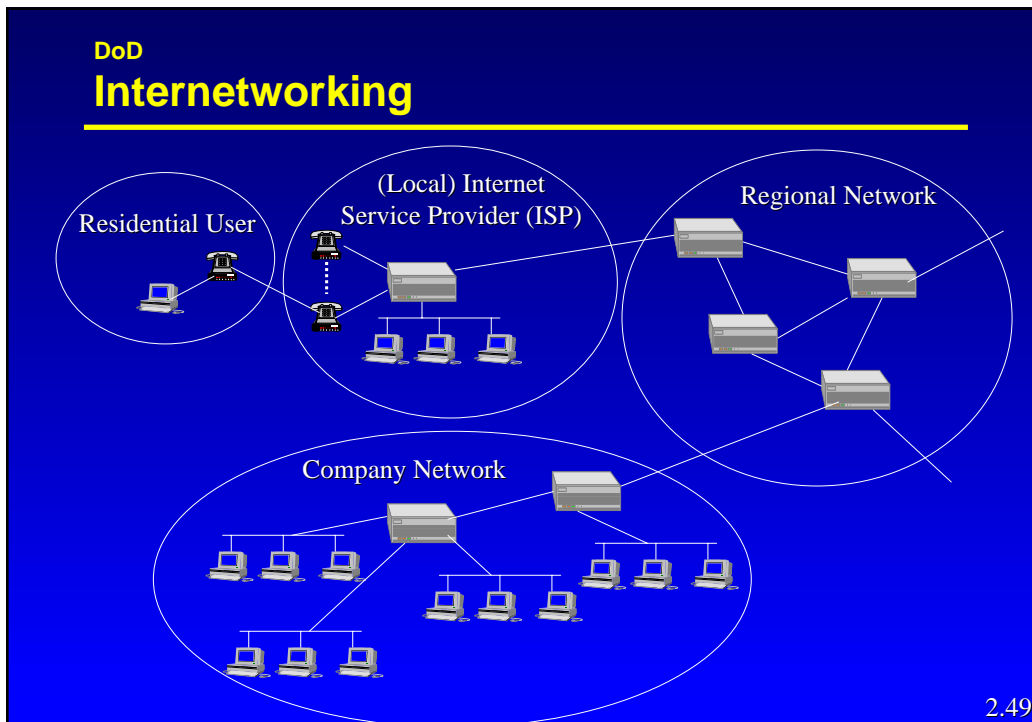 DoD
Internetworking
(Local) Internet
Service Provider (ISP)
Regional Network
Residential User
Company Network
2.49